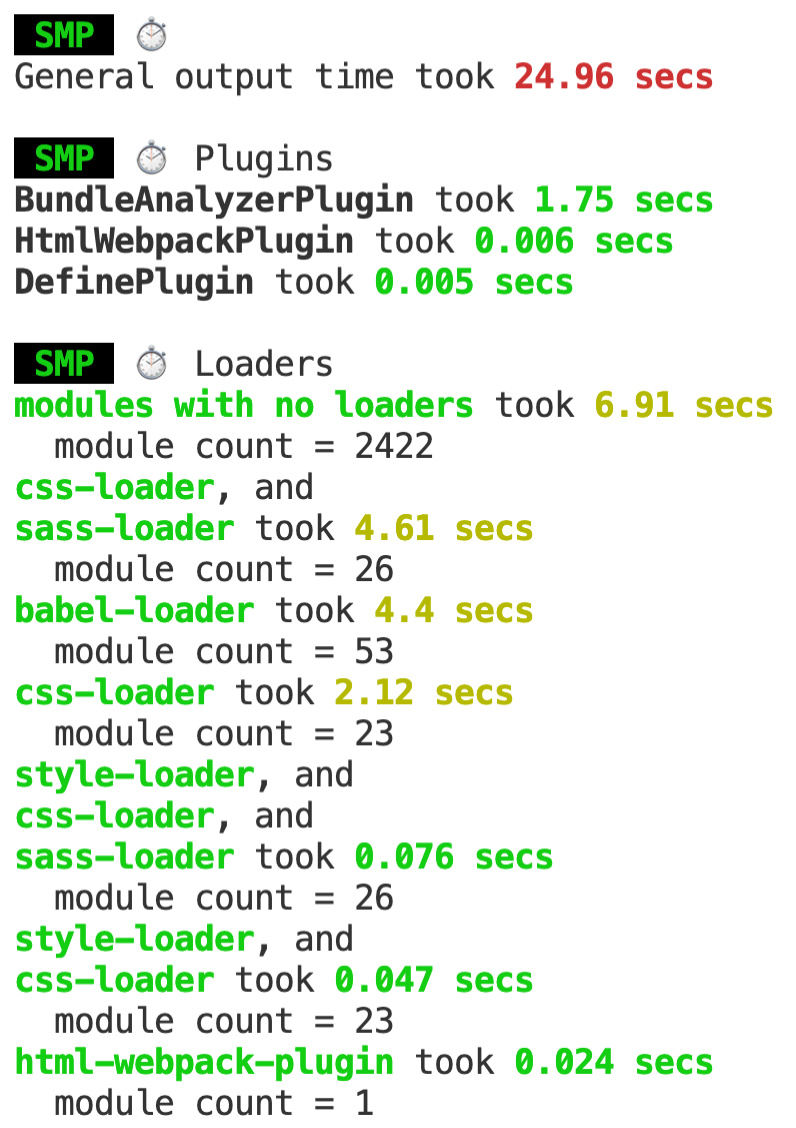 SMP ⏱
General output time took 24.96 secs
SMP ⏱ Plugins
BundleAnalyzerPlugin took 1.75 secs
HtmlWebpackPlugin took 0.006 secs
DefinePlugin took 0.005 secs
SMP ⏱ Loaders
modules with no loaders took 6.91 secs
module count = 2422
css-loader, and
sass-loader took 4.61 secs
module count = 26
babel-loader took 4.4 secs
module count = 53
css-loader took 2.12 secs
module count = 23
style-loader, and
css-loader, and
sass-loader took 0.076 secs
module count = 26
style-loader, and
css-loader took 0.047 secs
module count = 23
html-webpack-plugin took 0.024 secs
module count = 1